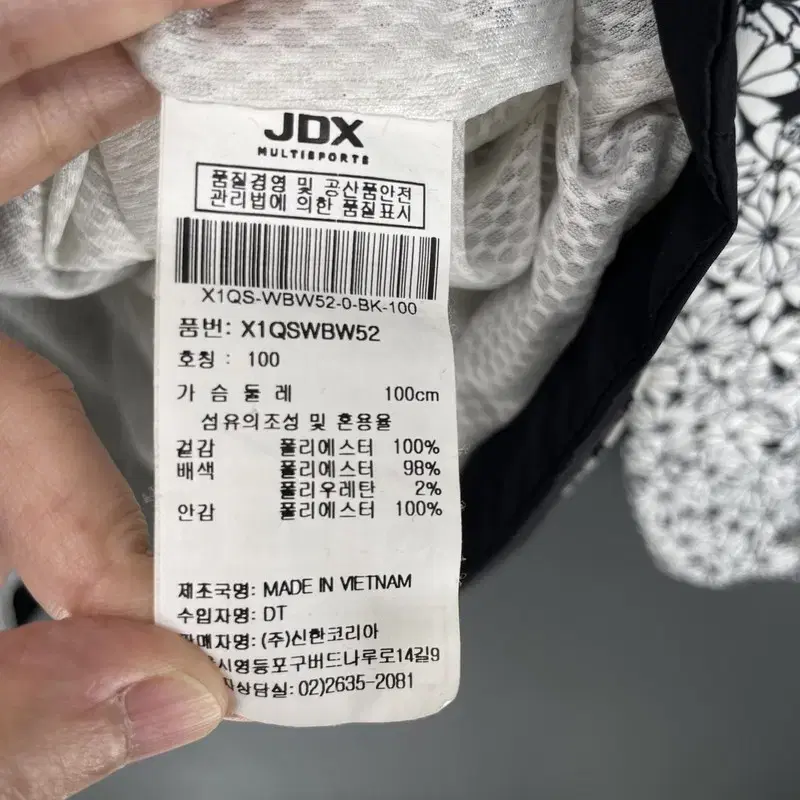 JDX
MULTISPORTS
품질경영 및 공산품안전
관리법에 의한 품질표시
X1QS-WBW52-0-BK-100
품번: X1QSWBW52
호칭 : 100
가 슴 둘 레 100cm
섬유의조성 및 혼용율
겉감 폴리에스터 100%
배색 폴리에스터 98%
폴리우레탄 2%
안감 폴리에스터 100%
제조국명: MADE IN VIETNAM
수입자명: DT
판매자명: (주)신한코리아
시영등포구버드나루로14길9
상담실: 02)2635-2081